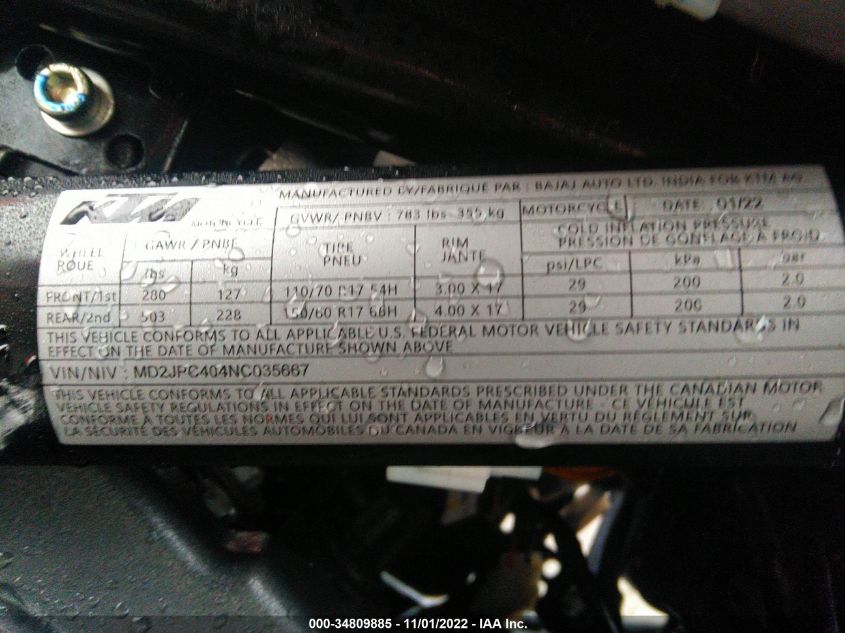 KTM MOTORCYCLE
MANUFACTURED BY/FABRIQUÉ PAR : BAJAJ AUTO LTD. INDIA FOR KTM AG
GVWR/ PNBV : 783 lbs 355 kg MOTORCYCLE DATE 01/22
WHEEL ROUE GAWR / PNBE TIRE PNEU RIM JANTE COLD INFLATION PRESSURE
PRESSION DE GONFLAGE A FROID
lbs kg psi/LPC kPa bar
FRONT/1st 280 127 110/70 R17 54H 3.00 X 17 29 200 2.0
REAR/2nd 503 228 150/60 R17 66H 4.00 X 17 29 200 2.0
THIS VEHICLE CONFORMS TO ALL APPLICABLE U.S. FEDERAL MOTOR VEHICLE SAFETY STANDARDS IN
EFFECT ON THE DATE OF MANUFACTURE SHOWN ABOVE
VIN/NIV : MD2JPC404NC035667
THIS VEHICLE CONFORMS TO ALL APPLICABLE STANDARDS PRESCRIBED UNDER THE CANADIAN MOTOR
VEHICLE SAFETY REGULATIONS IN EFFECT ON THE DATE OF MANUFACTURE - CE VÉHICULE EST
CONFORME À TOUTES LES NORMES QUI LUI SONT APPLICABLES EN VERTU DU RÈGLEMENT SUR
LA SÉCURITÉ DES VÉHICULES AUTOMOBILES DU CANADA EN VIGUEUR À LA DATE DE SA FABRICATION
000-34809885 - 11/01/2022 - IAA Inc.